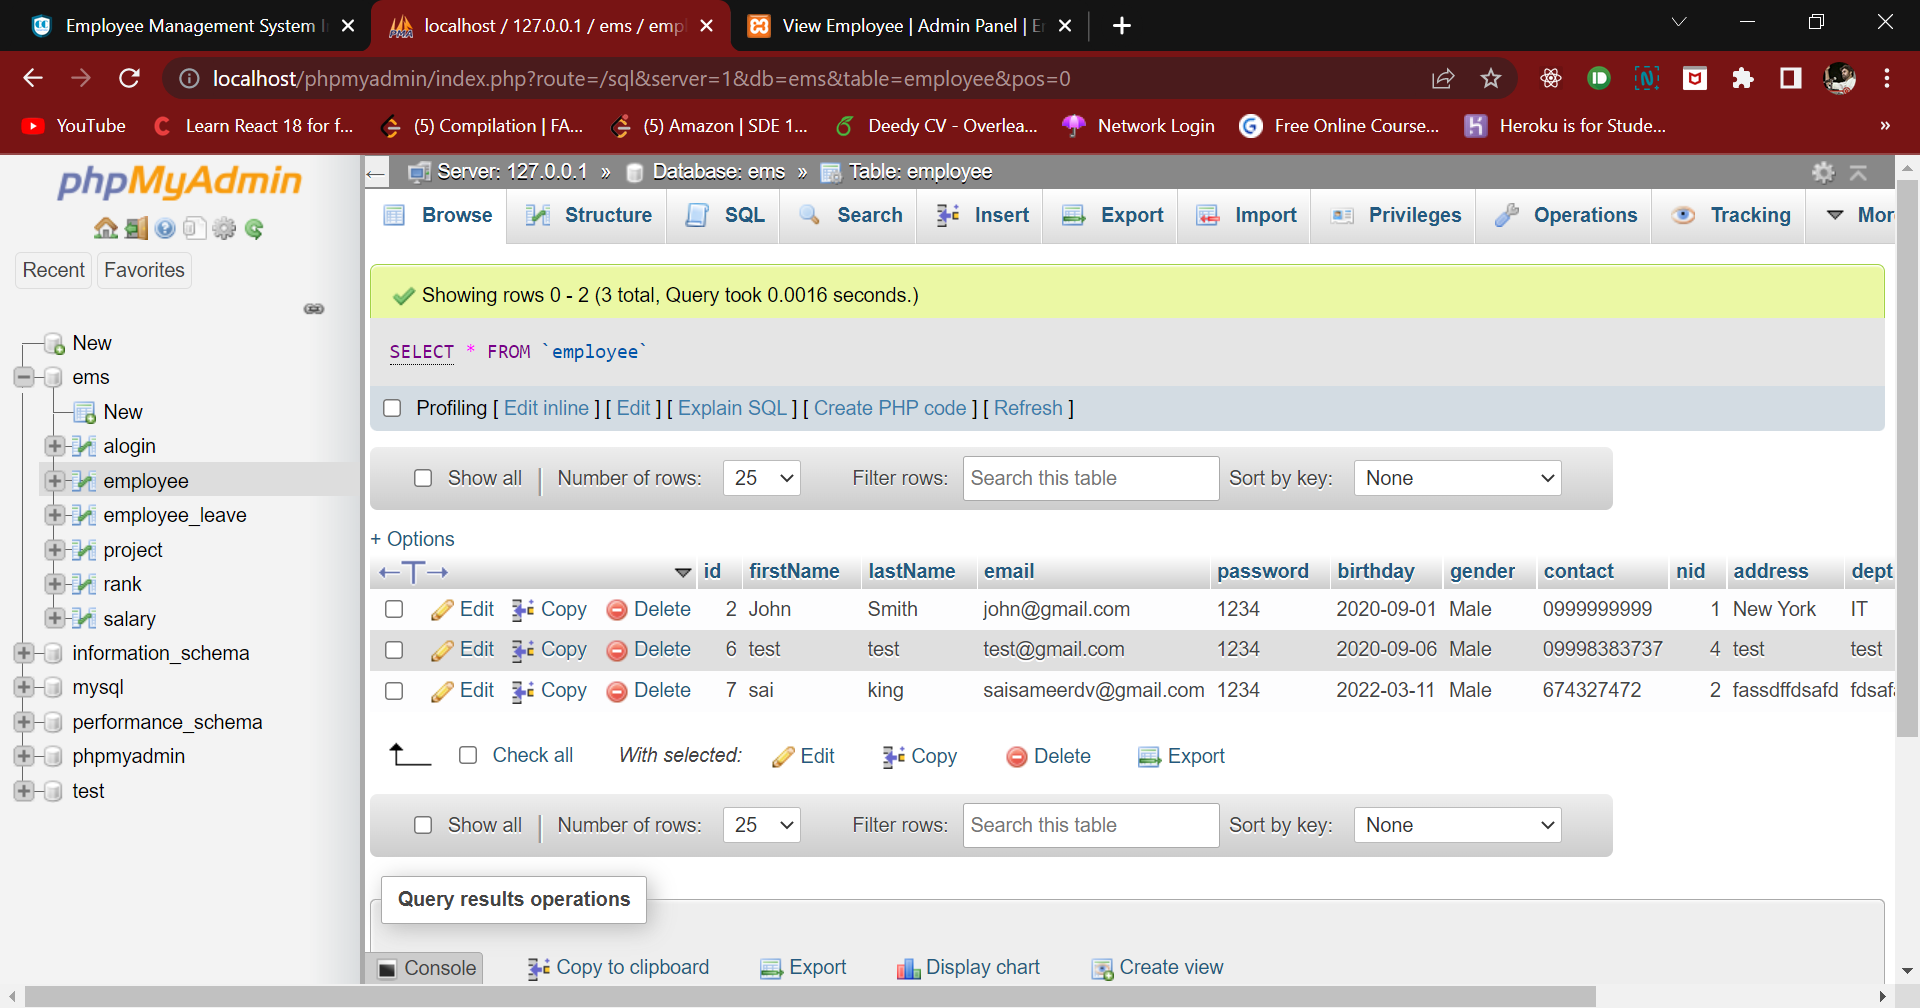 Employee Management System I
localhost / 127.0.0.1 / ems / emp
View Employee | Admin Panel | E
localhost/phpmyadmin/index.php?route=/sql&server=1&db=ems&table=employee&pos=0
YouTube
Learn React 18 for f...
(5) Compilation | FA...
(5) Amazon | SDE 1...
Deedy CV - Overlea...
Network Login
Free Online Course...
Heroku is for Stude...
»
phpMyAdmin
Recent
Favorites
New
ems
New
alogin
employee
employee_leave
project
rank
salary
information_schema
mysql
performance_schema
phpmyadmin
test
Server: 127.0.0.1 » Database: ems » Table: employee
Browse
Structure
SQL
Search
Insert
Export
Import
Privileges
Operations
Tracking
Mor
Showing rows 0 - 2 (3 total, Query took 0.0016 seconds.)
SELECT * FROM `employee`
Profiling [ Edit inline ] [ Edit ] [ Explain SQL ] [ Create PHP code ] [ Refresh ]
Show all | Number of rows: 25 Filter rows: Search this table Sort by key: None
+ Options
id firstName lastName email password birthday gender contact nid address dept
Edit Copy Delete 2 John Smith john@gmail.com 1234 2020-09-01 Male 0999999999 1 New York IT
Edit Copy Delete 6 test test test@gmail.com 1234 2020-09-06 Male 09998383737 4 test test
Edit Copy Delete 7 sai king saisameerdv@gmail.com 1234 2022-03-11 Male 674327472 2 fassdffdsafd fdsaf
Check all With selected: Edit Copy Delete Export
Show all | Number of rows: 25 Filter rows: Search this table Sort by key: None
Query results operations
Console
Copy to clipboard
Export
Display chart
Create view